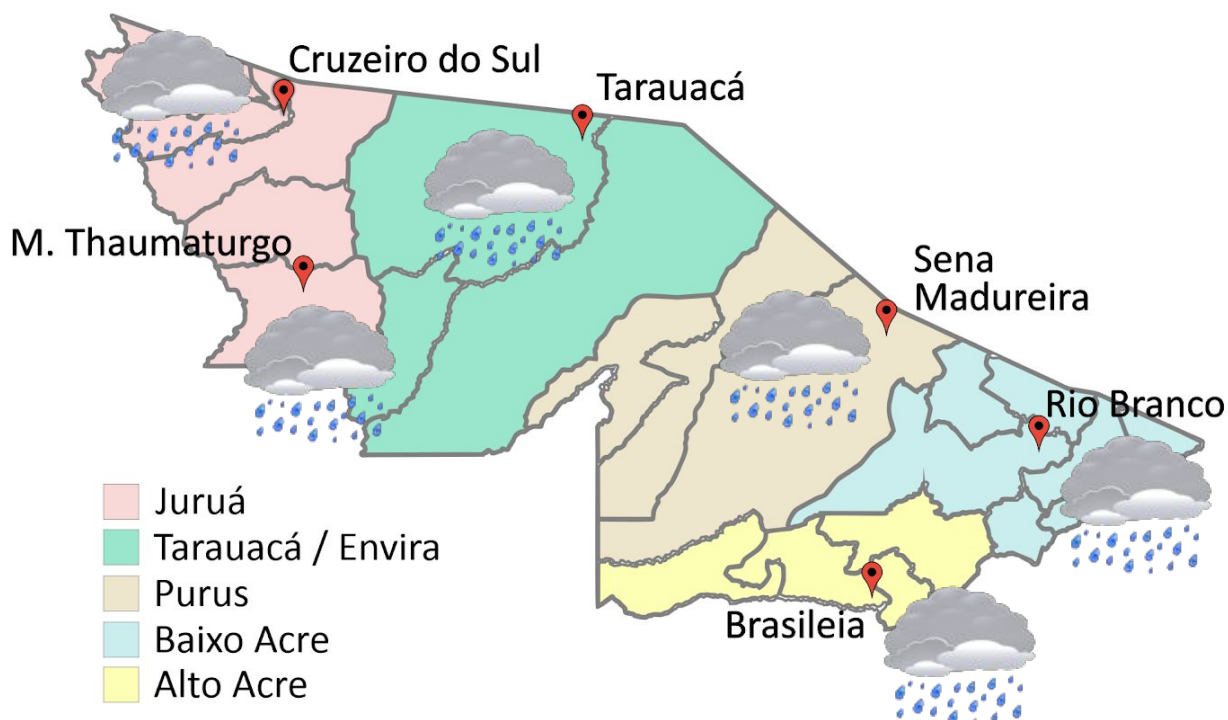 Cruzeiro do Sul
Tarauacá
M. Thaumaturgo
Sena
Madureira
Rio Branco
Brasileia
Juruá
Tarauacá / Envira
Purus
Baixo Acre
Alto Acre